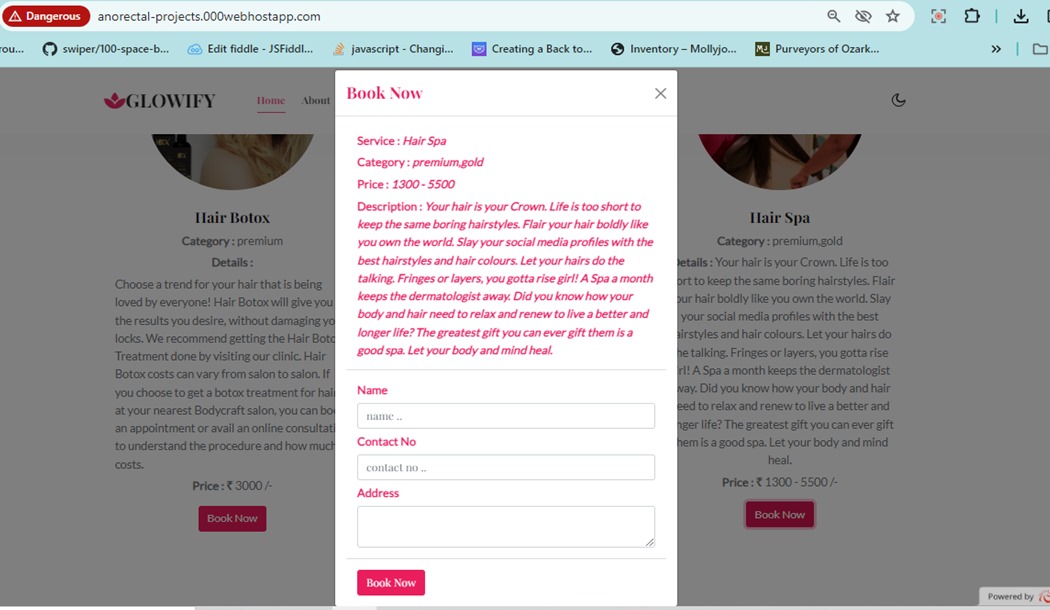 Dangerous
anorectal-projects.000webhostapp.com
rou...
swiper/100-space-b...
Edit fiddle - JSFiddl...
javascript - Changi...
Creating a Back to...
Inventory – Mollyjo...
Purveyors of Ozark...
»
GLOWIFY
Home
About
Book Now
Service : Hair Spa
Category : premium,gold
Price : 1300 - 5500
Description : Your hair is your Crown. Life is too short to
keep the same boring hairstyles. Flair your hair boldly like
you own the world. Slay your social media profiles with the
best hairstyles and hair colours. Let your hairs do the
talking. Fringes or layers, you gotta rise girl! A Spa a month
keeps the dermatologist away. Did you know how your
body and hair need to relax and renew to live a better and
longer life? The greatest gift you can ever gift them is a
good spa. Let your body and mind heal.
Name
name ..
Contact No
contact no ..
Address
Book Now
Hair Botox
Category : premium
Details :
Choose a trend for your hair that is being
loved by everyone! Hair Botox will give you
the results you desire, without damaging yo
locks. We recommend getting the Hair Boto
Treatment done by visiting our clinic. Hair
Botox costs can vary from salon to salon. If
you choose to get a botox treatment for hai
at your nearest Bodycraft salon, you can boo
an appointment or avail an online consultati
to understand the procedure and how much
costs.
Price : ₹ 3000 /-
Book Now
Hair Spa
Category : premium,gold
Details : Your hair is your Crown. Life is too
ort to keep the same boring hairstyles. Flair
our hair boldly like you own the world. Slay
your social media profiles with the best
airstyles and hair colours. Let your hairs do
he talking. Fringes or layers, you gotta rise
rl! A Spa a month keeps the dermatologist
way. Did you know how your body and hair
eed to relax and renew to live a better and
nger life? The greatest gift you can ever gift
hem is a good spa. Let your body and mind
heal.
Price : ₹ 1300 - 5500 /-
Book Now
Powered by